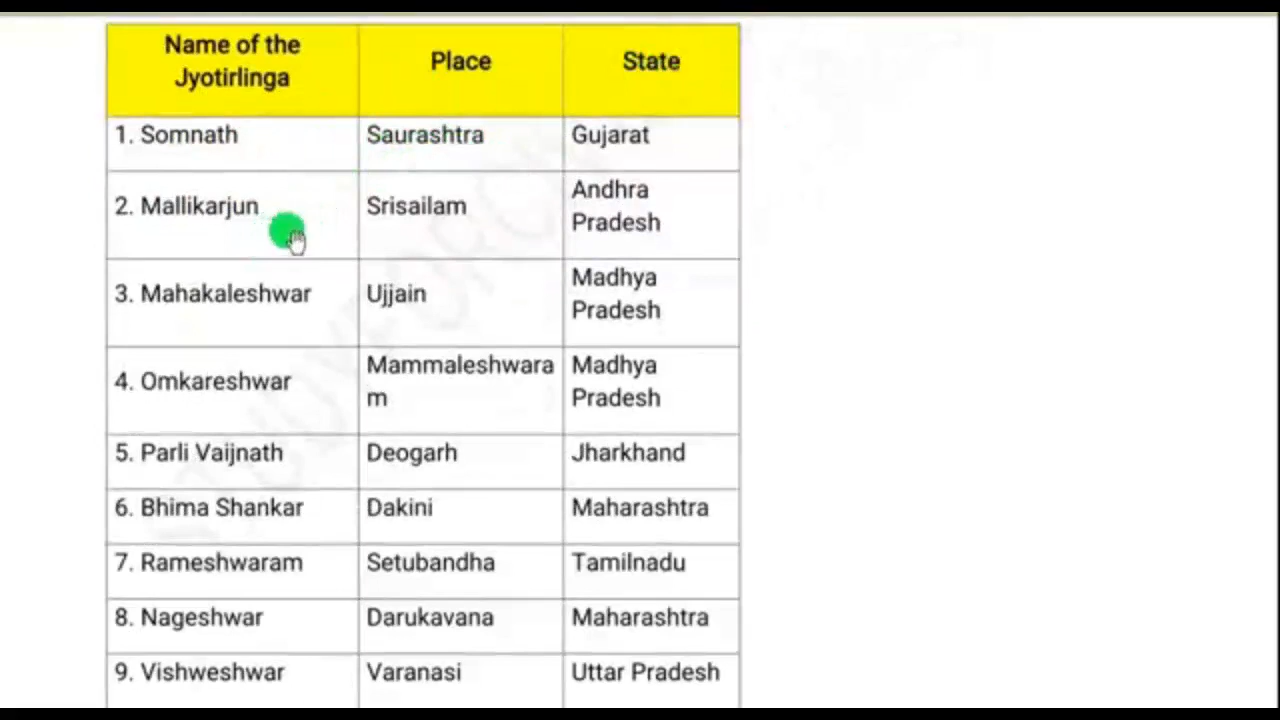 Name of the
Jyotirlinga
Place
State
1. Somnath
Saurashtra
Gujarat
2. Mallikarjun
Srisailam
Andhra
Pradesh
3. Mahakaleshwar
Ujjain
Madhya
Pradesh
4. Omkareshwar
Mammaleshwara
m
Madhya
Pradesh
5. Parli Vaijnath
Deogarh
Jharkhand
6. Bhima Shankar
Dakini
Maharashtra
7. Rameshwaram
Setubandha
Tamilnadu
8. Nageshwar
Darukavana
Maharashtra
9. Vishweshwar
Varanasi
Uttar Pradesh